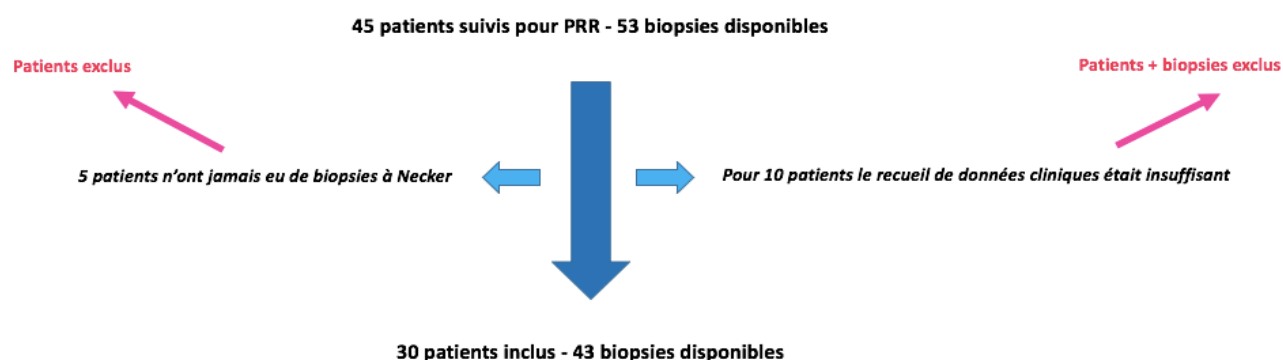 45 patients suivis pour PRR - 53 biopsies disponibles
Patients exclus
Patients + biopsies exclus
5 patients n'ont jamais eu de biopsies à Necker
Pour 10 patients le recueil de données cliniques était insuffisant
30 patients inclus - 43 biopsies disponibles